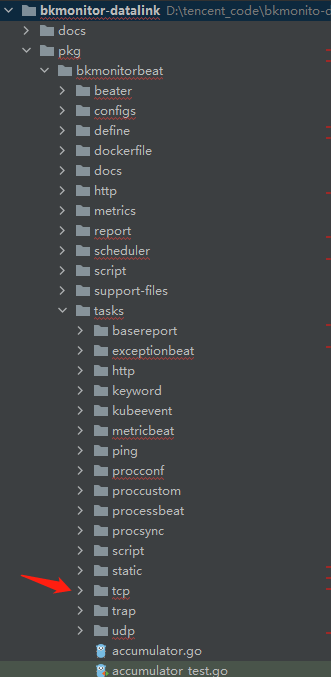 bkmonitor-datalink D:\tencent_code\bkmonito-d
docs
pkg
bkmonitorbeat
beater
configs
define
dockerfile
docs
http
metrics
report
scheduler
script
support-files
tasks
basereport
exceptionbeat
http
keyword
kubeevent
metricbeat
ping
procconf
proccustom
processbeat
procsync
script
static
tcp
trap
udp
accumulator.go
accumulator_test.go